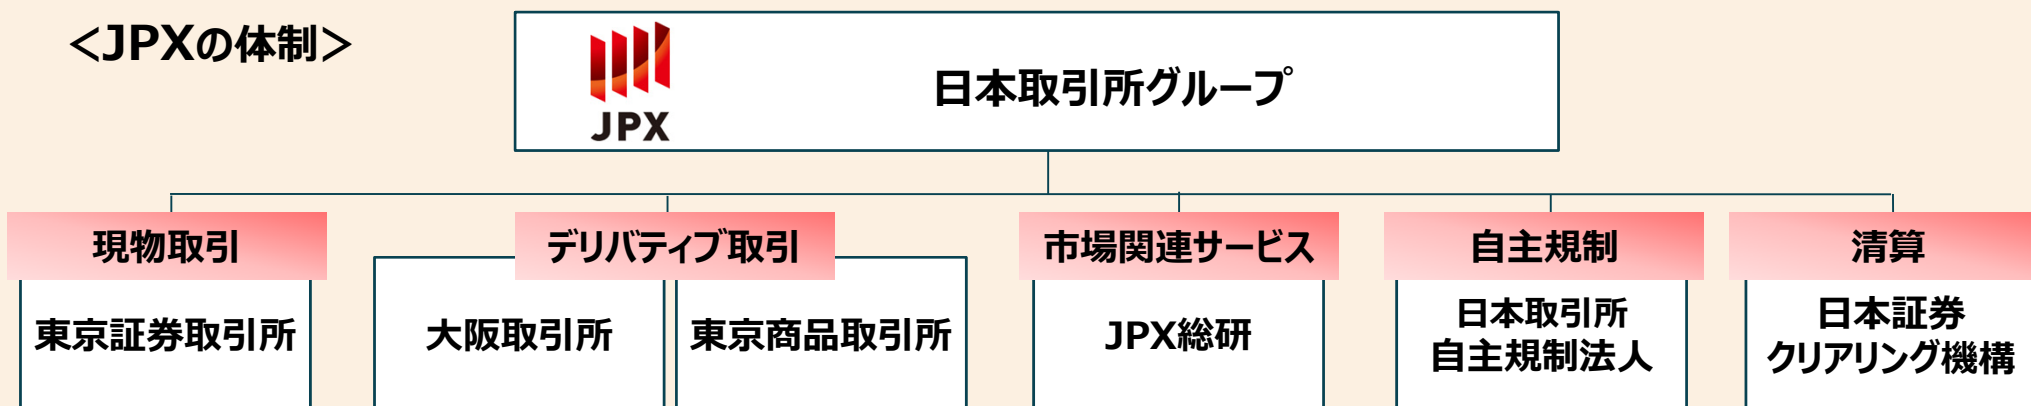 ＜JPXの体制＞
JPX
日本取引所グループ
現物取引
デリバティブ取引
市場関連サービス
自主規制
清算
東京証券取引所
大阪取引所
東京商品取引所
JPX総研
日本取引所
自主規制法人
日本証券
クリアリング機構